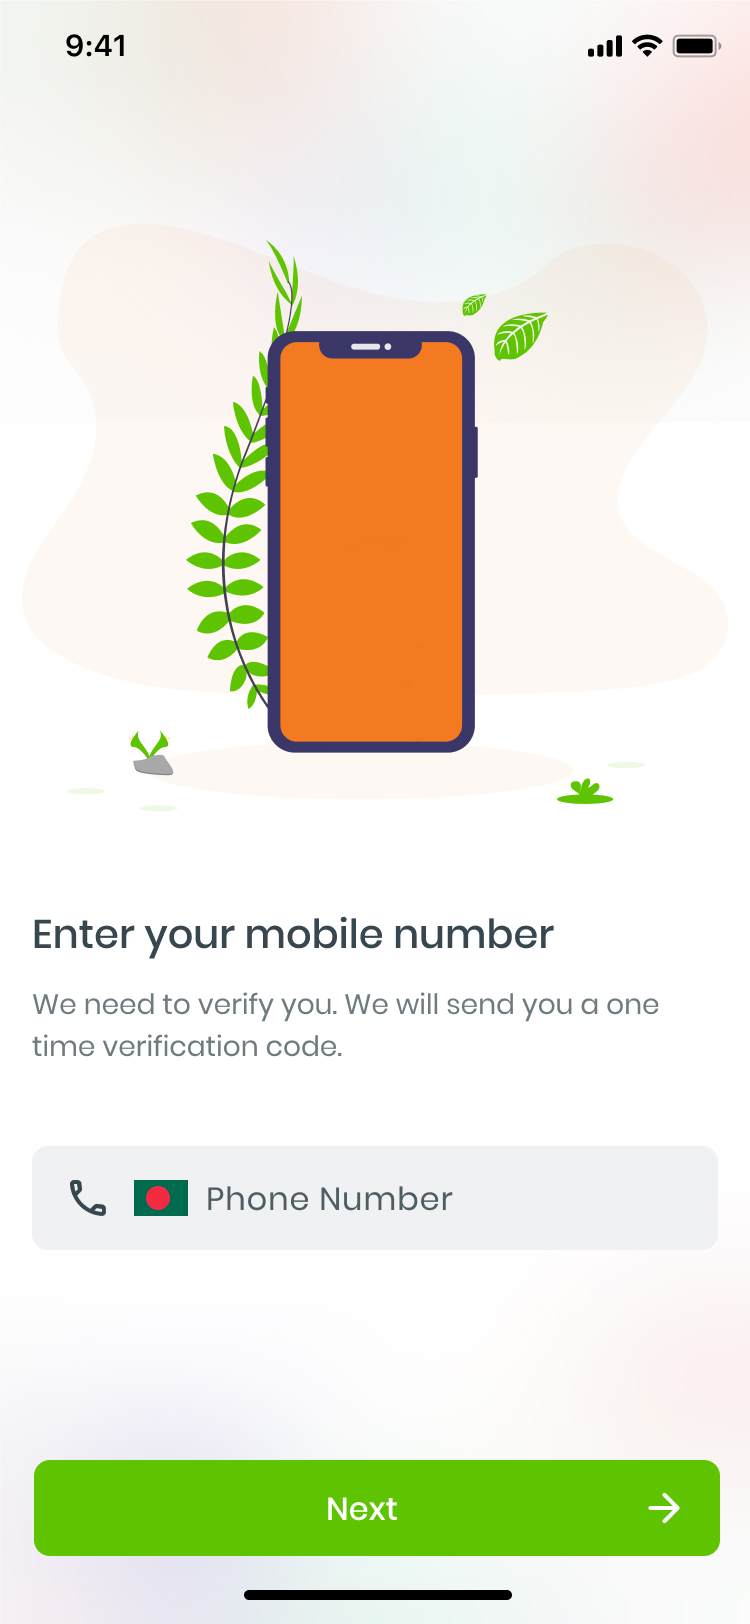 9:41
Enter your mobile number
We need to verify you. We will send you a one
time verification code.
Phone Number
Next